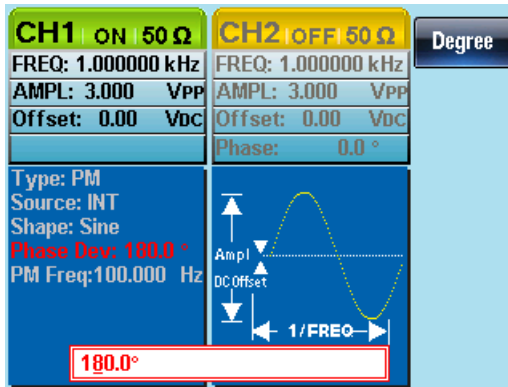 CH1 ON 50 Ω
FREQ: 1.000000 kHz
AMPL: 3.000 VPP
Offset: 0.00 VDC
CH2 OFF 50 Ω
FREQ: 1.000000 kHz
AMPL: 3.000 VPP
Offset: 0.00 VDC
Phase: 0.0 °
Degree
Type: PM
Source: INT
Shape: Sine
Phase Dev: 180.0 °
PM Freq:100.000 Hz
Ampl
DC Offset
1/FREQ
180.0°